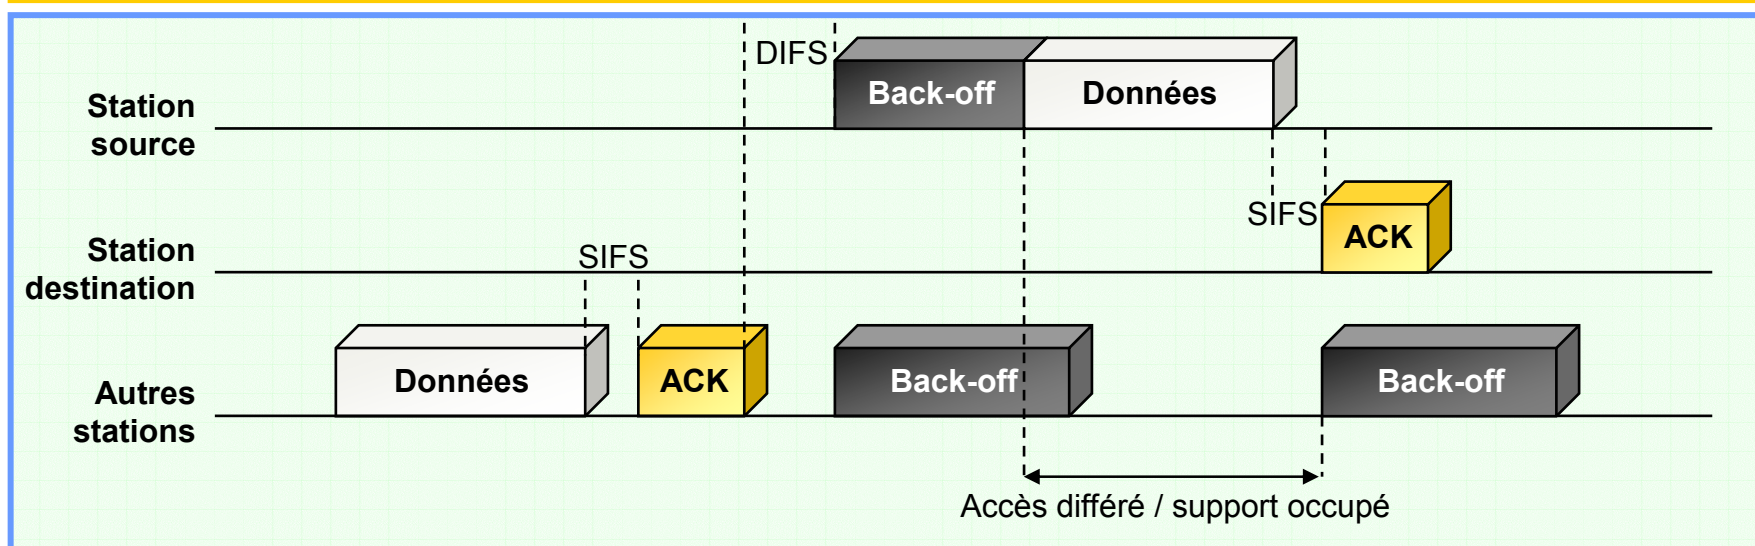 DIFS
Back-off
Données
Station
source
SIFS
ACK
Station
destination
SIFS
Données
ACK
Back-off
Back-off
Autres
stations
Accès différé / support occupé